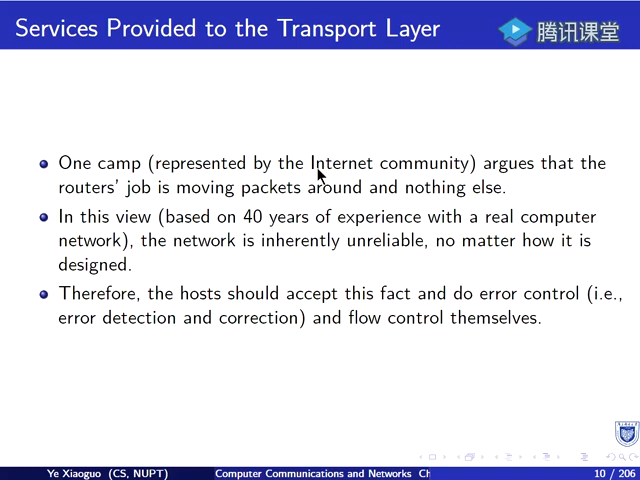 Services Provided to the Transport Layer
腾讯课堂
One camp (represented by the Internet community) argues that the
routers' job is moving packets around and nothing else.
In this view (based on 40 years of experience with a real computer
network), the network is inherently unreliable, no matter how it is
designed.
Therefore, the hosts should accept this fact and do error control (i.e.,
error detection and correction) and flow control themselves.
Ye Xiaoguo (CS, NUPT)
Computer Communications and Networks Ch
10 / 206